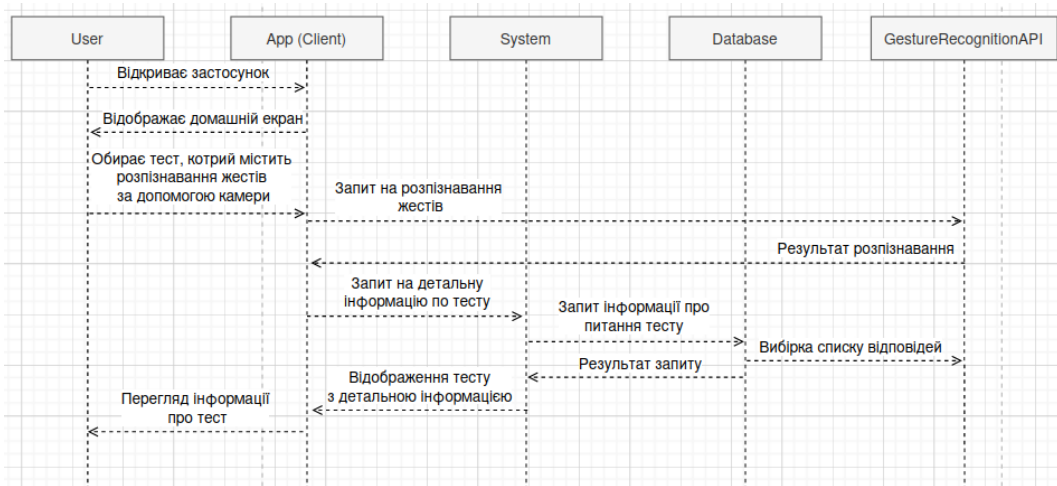 User
App (Client)
System
Database
GestureRecognitionAPI
Відкриває застосунок
Відображає домашній екран
Обирає тест, котрий містить
розпізнавання жестів
за допомогою камери
Запит на розпізнавання
жестів
Результат розпізнавання
Запит на детальну
інформацію по тесту
Запит інформації про
питання тесту
Вибірка списку відповідей
Результат запиту
Відображення тесту
з детальною інформацією
Перегляд інформації
про тест